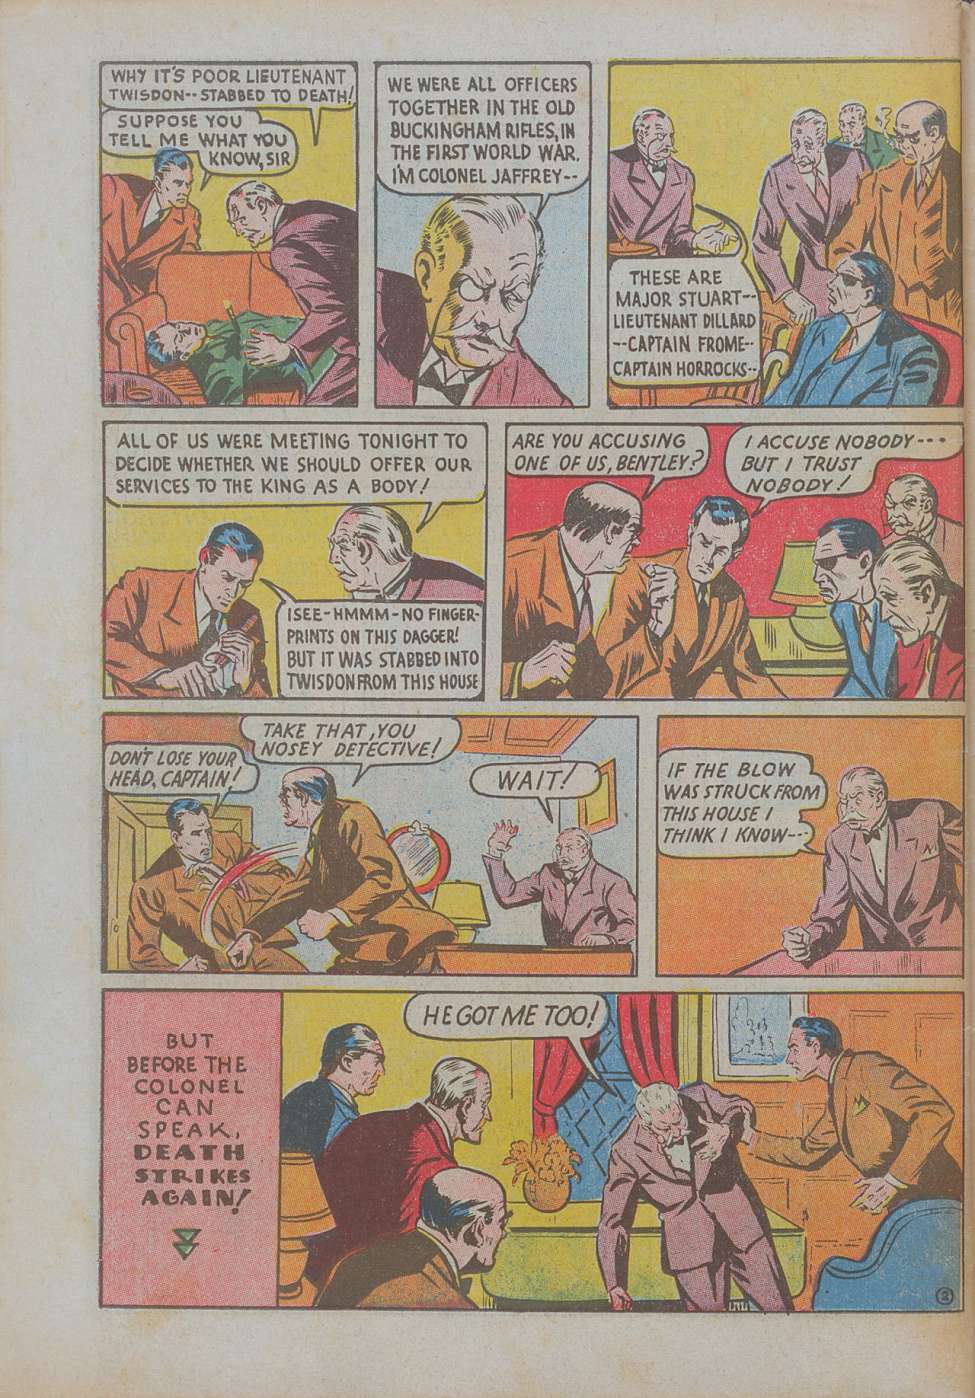 WHY IT'S POOR LIEUTENANT
TWISDON--STABBED TO DEATH!
SUPPOSE YOU
TELL ME WHAT YOU
KNOW, SIR
WE WERE ALL OFFICERS
TOGETHER IN THE OLD
BUCKINGHAM RIFLES, IN
THE FIRST WORLD WAR.
I'M COLONEL JAFFREY--
THESE ARE
MAJOR STUART--
LIEUTENANT DILLARD
--CAPTAIN FROME--
CAPTAIN HORROCKS--
ALL OF US WERE MEETING TONIGHT TO
DECIDE WHETHER WE SHOULD OFFER OUR
SERVICES TO THE KING AS A BODY!
I SEE-HMMM-NO FINGER-
PRINTS ON THIS DAGGER!
BUT IT WAS STABBED INTO
TWISDON FROM THIS HOUSE
ARE YOU ACCUSING
ONE OF US, BENTLEY?
I ACCUSE NOBODY---
BUT I TRUST
NOBODY!
DON'T LOSE YOUR
HEAD, CAPTAIN!
TAKE THAT, YOU
NOSEY DETECTIVE!
WAIT!
IF THE BLOW
WAS STRUCK FROM
THIS HOUSE I
THINK I KNOW---
BUT
BEFORE THE
COLONEL
CAN
SPEAK,
DEATH
STRIKES
AGAIN!
HE GOT ME TOO!
2